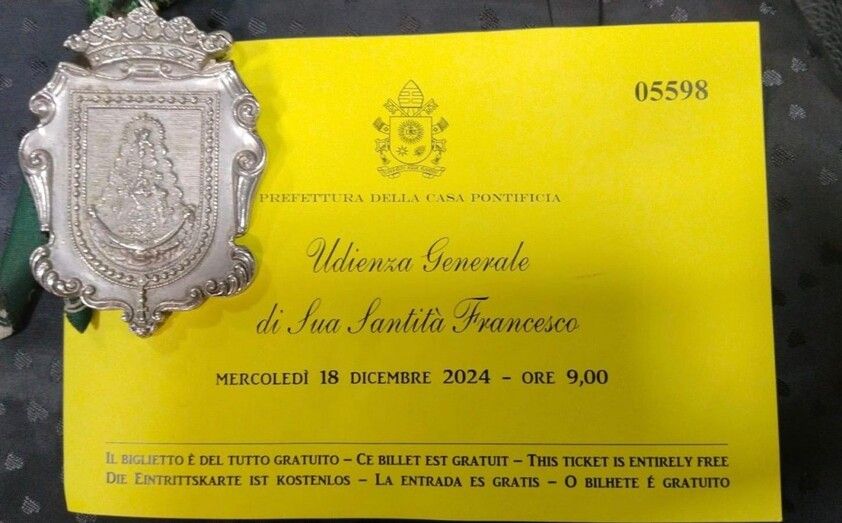 05598
PREFETTURA DELLA CASA PONTIFICIA
Udienza Generale
di Sua Santità Francesco
MERCOLEDÌ 18 DICEMBRE 2024 - ORE 9,00
IL BIGLIETTO È DEL TUTTO GRATUITO – CE BILLET EST GRATUIT – THIS TICKET IS ENTIRELY FREE
DIE EINTRITTSKARTE IST KOSTENLOS – LA ENTRADA ES GRATIS – O BILHETE É GRATUITO